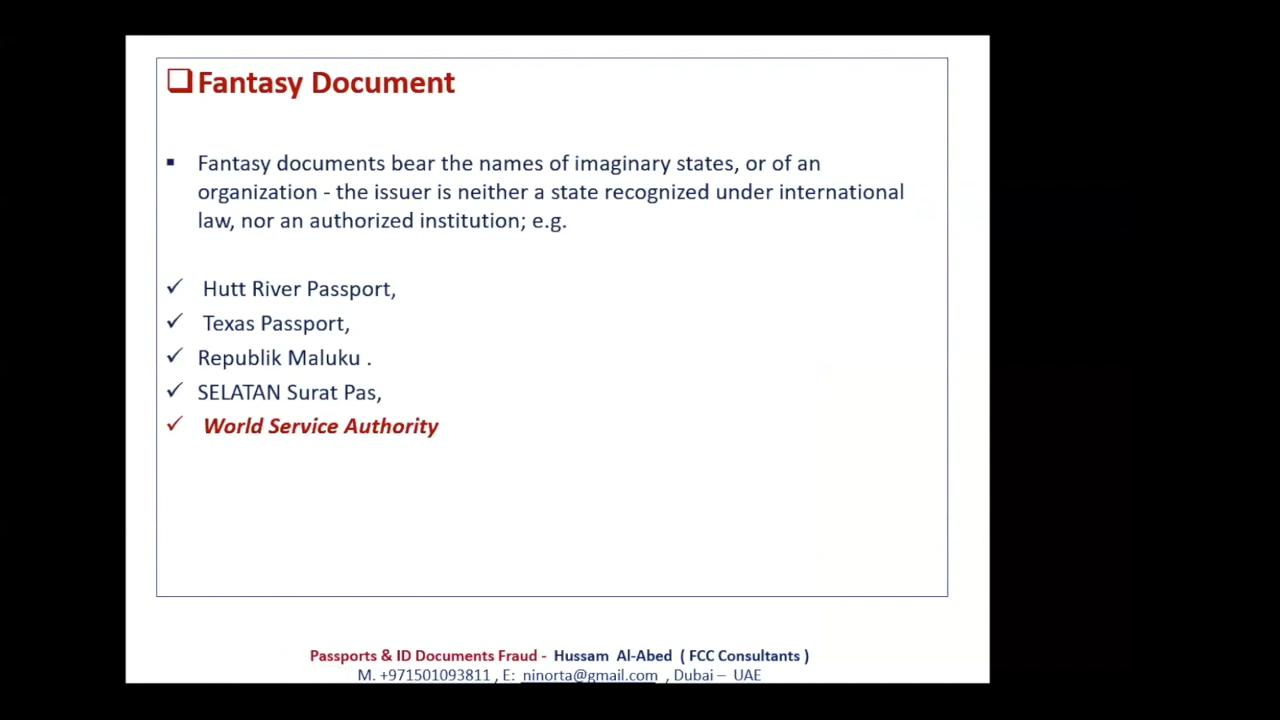 Fantasy Document
Fantasy documents bear the names of imaginary states, or of an
organization - the issuer is neither a state recognized under international
law, nor an authorized institution; e.g.
Hutt River Passport,
Texas Passport,
Republik Maluku .
SELATAN Surat Pas,
World Service Authority
Passports & ID Documents Fraud - Hussam Al-Abed ( FCC Consultants )
M. +971501093811 , E: ninorta@gmail.com , Dubai – UAE